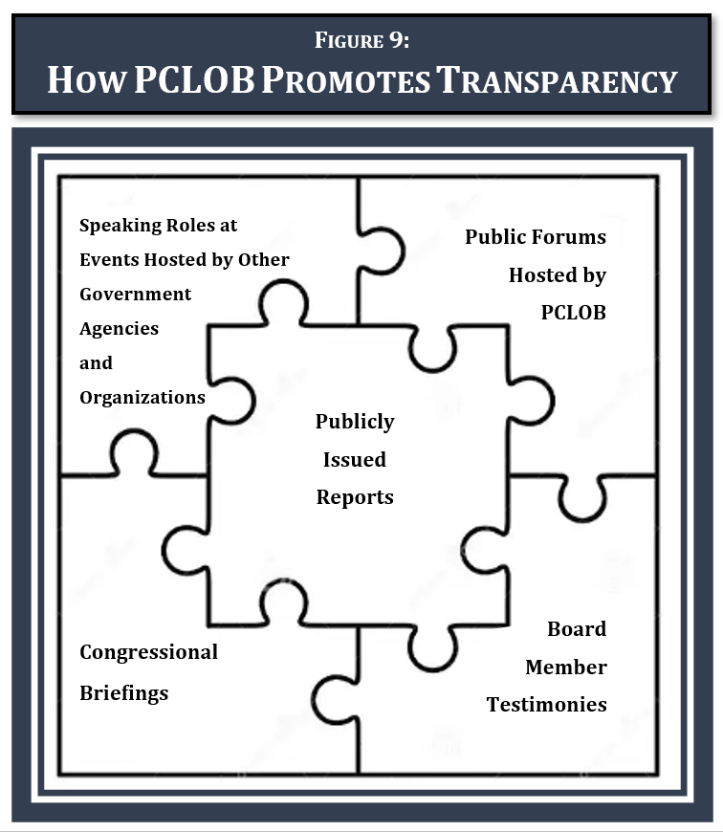 FIGURE 9:
HOW PCLOB PROMOTES TRANSPARENCY
Speaking Roles at
Events Hosted by Other
Government
Agencies
and
Organizations
Public Forums
Hosted by
PCLOB
Publicly
Issued
Reports
Congressional
Briefings
Board
Member
Testimonies